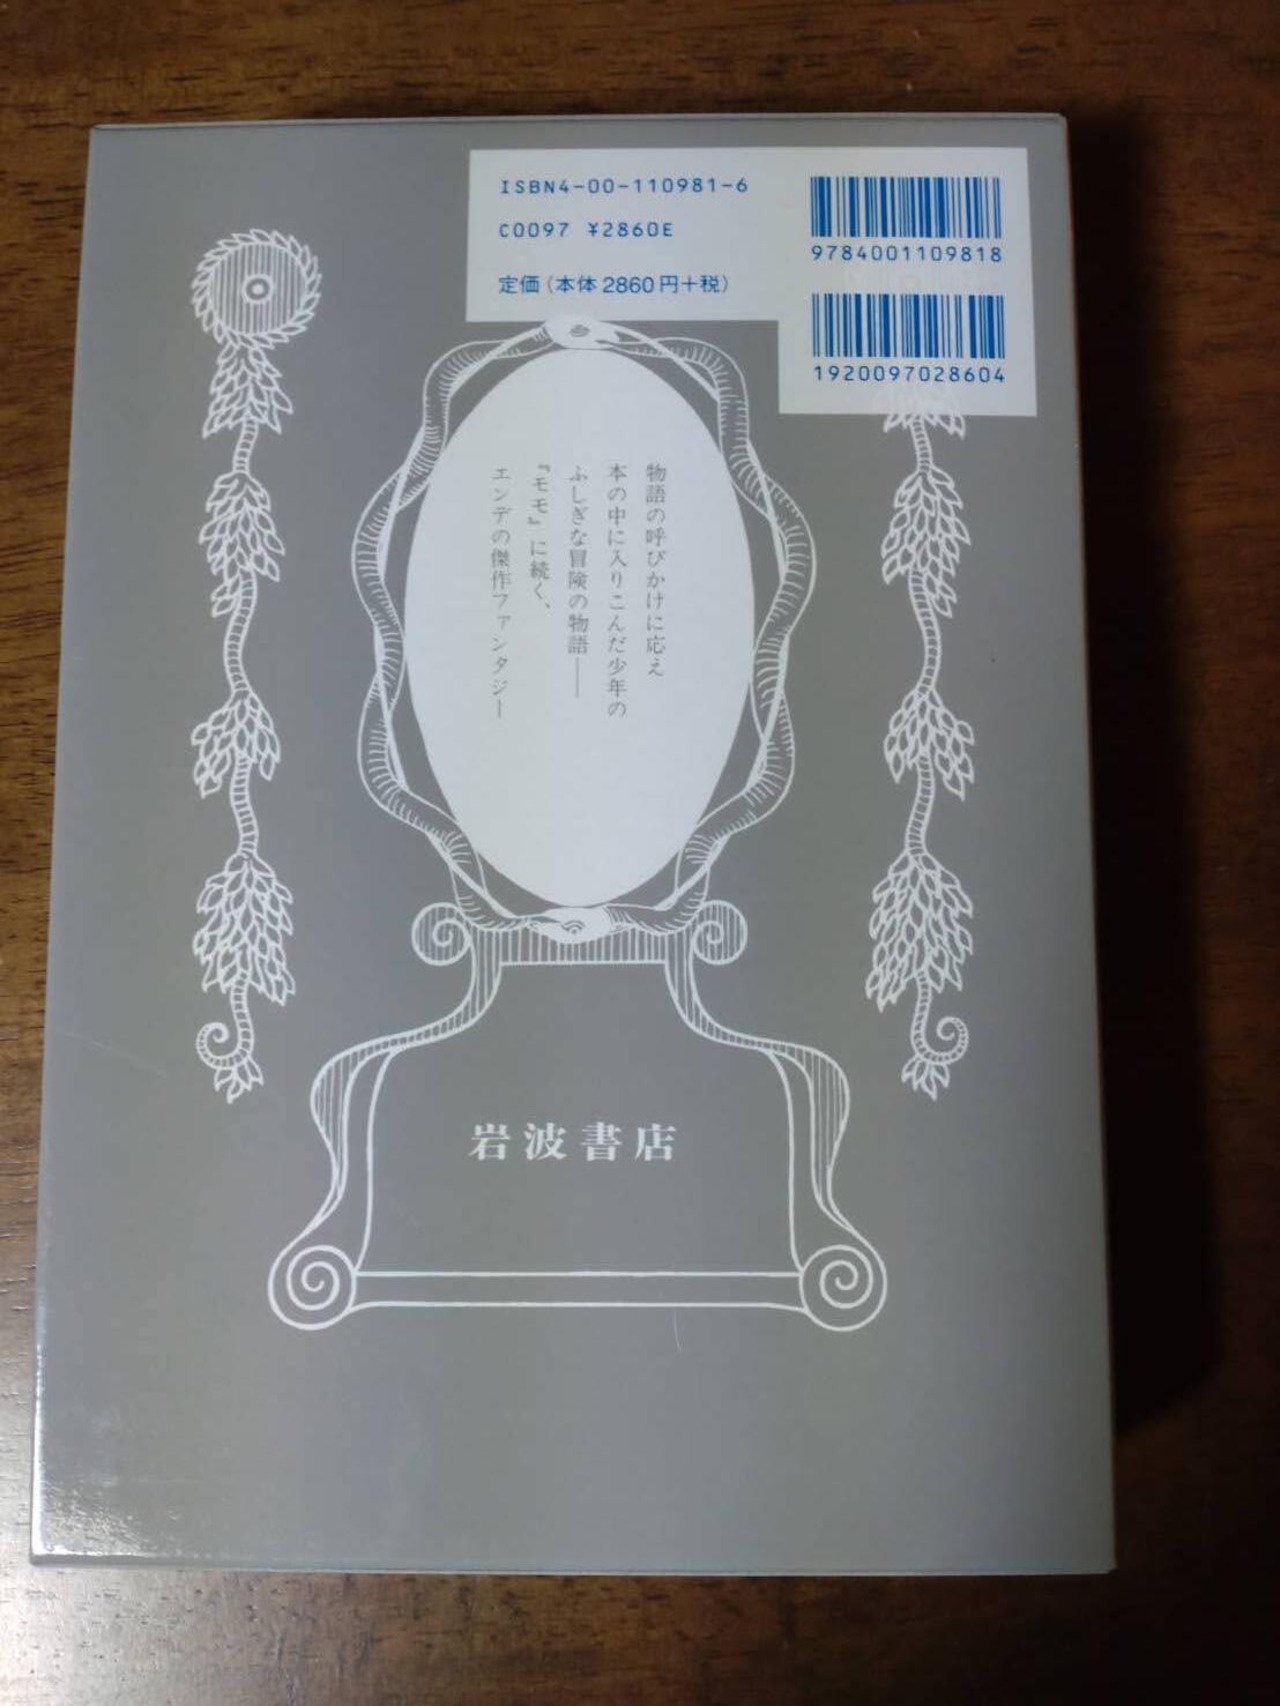 ISBN4-00-110981-6
C0097 ¥2860E
定価(本体2860円+税)
9784001109818
1920097028604
物語の呼びかけに応え
本の中に入りこんだ少年の
ふしぎな冒険の物語――
『モモ』に続く、
エンデの傑作ファンタジー
岩波書店